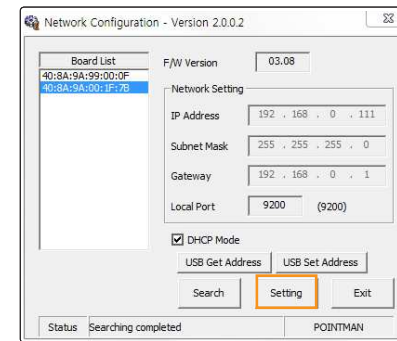 Network Configuration - Version 2.0.0.2
Board List
40:8A:9A:99:00:0F
40:8A:9A:00:1F:7B
F/W Version 03.08
Network Setting
IP Address 192 . 168 . 0 . 111
Subnet Mask 255 . 255 . 255 . 0
Gateway 192 . 168 . 0 . 1
Local Port 9200 (9200)
DHCP Mode
USB Get Address USB Set Address
Search Setting Exit
Status Searching completed POINTMAN